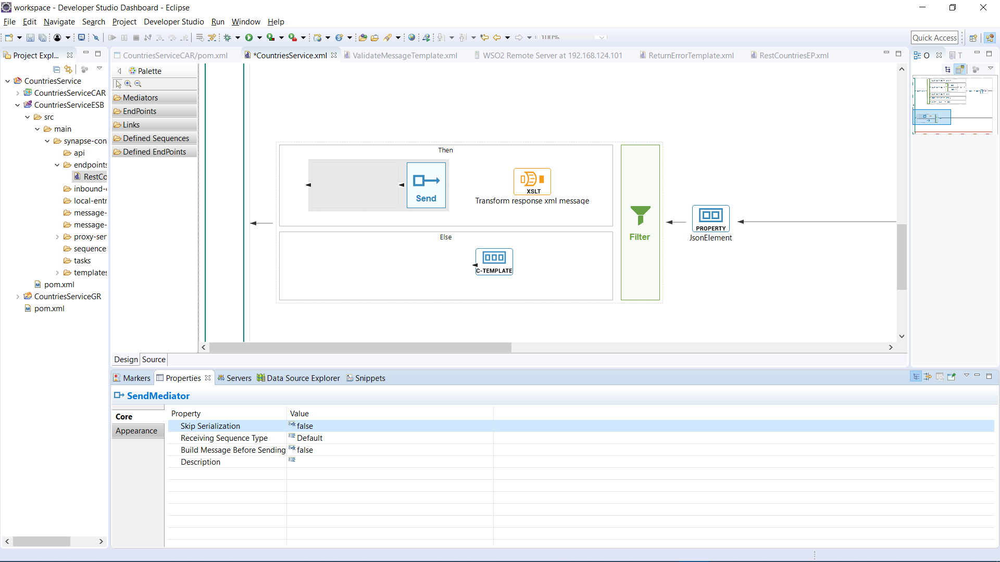 workspace - Developer Studio Dashboard - Eclipse
File Edit Navigate Search Project Developer Studio Run Window Help
100%
Quick Access
Project Expl...
CountriesServiceCAR/pom.xml
*CountriesService.xml
ValidateMessageTemplate.xml
WSO2 Remote Server at 192.168.124.101
ReturnErrorTemplate.xml
RestCountriesEP.xml
O
T
Palette
Mediators
EndPoints
Links
Defined Sequences
Defined EndPoints
CountriesService
CountriesServiceCAR
CountriesServiceESB
src
main
synapse-con
api
endpoints
RestCo
inbound-
local-entr
message-
message-
proxy-ser
sequence
tasks
templates
pom.xml
CountriesServiceGR
pom.xml
Then
Send
XSLT
Transform response xml message
Else
C-TEMPLATE
Filter
PROPERTY
JsonElement
Design Source
Markers Properties Servers Data Source Explorer Snippets
SendMediator
Core
Appearance
Property Value
Skip Serialization false
Receiving Sequence Type Default
Build Message Before Sending false
Description